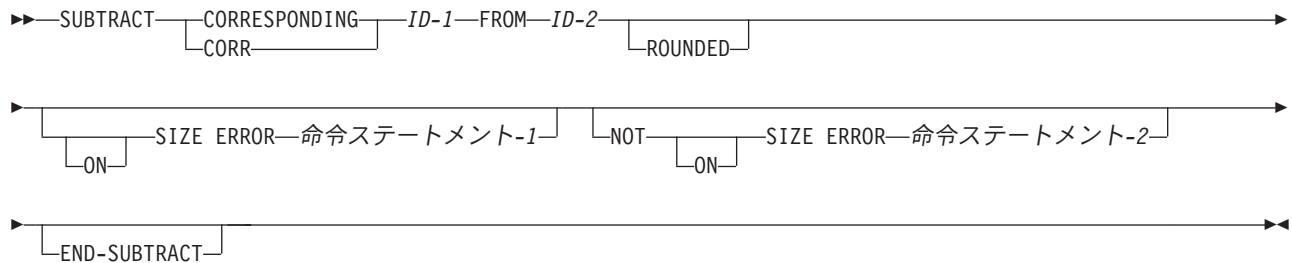 SUBTRACT CORRESPONDING ID-1 FROM ID-2
CORR ROUNDED
SIZE ERROR 命令ステートメント-1 NOT SIZE ERROR 命令ステートメント-2
ON ON
END-SUBTRACT